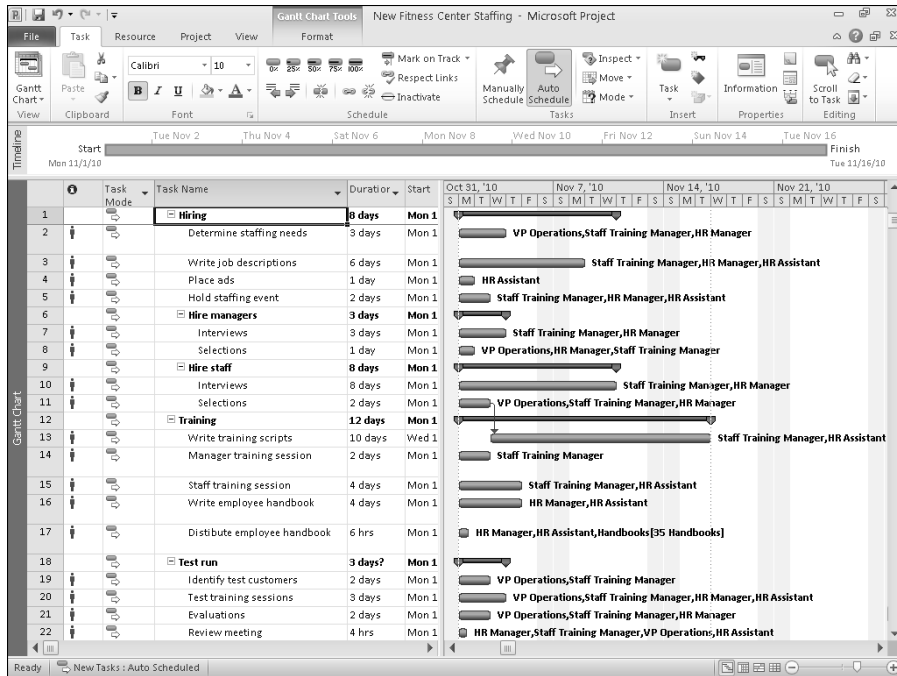 Gantt Chart Tools New Fitness Center Staffing - Microsoft Project
File Task Resource Project View Format
Calibri 10
0% 25% 50% 75% 100%
Mark on Track
Respect Links
Inactivate
Inspect
Move
Mode
Gantt Chart
Paste
B I U A
Manually Schedule
Auto Schedule
Task
Information
Scroll to Task
View Clipboard Font Schedule Tasks Insert Properties Editing
Timeline
Tue Nov 2 Thu Nov 4 Sat Nov 6 Mon Nov 8 Wed Nov 10 Fri Nov 12 Sun Nov 14 Tue Nov 16
Start Finish
Mon 11/1/10 Tue 11/16/10
Gantt Chart
Task Mode Task Name Duration Start Oct 31, '10 Nov 7, '10 Nov 14, '10 Nov 21, '10
S M T W T F S S M T W T F S S M T W T F S S M T W T F S
1 Hiring 8 days Mon 1
2 Determine staffing needs 3 days Mon 1 VP Operations,Staff Training Manager,HR Manager
3 Write job descriptions 6 days Mon 1 Staff Training Manager,HR Manager,HR Assistant
4 Place ads 1 day Mon 1 HR Assistant
5 Hold staffing event 2 days Mon 1 Staff Training Manager,HR Manager,HR Assistant
6 Hire managers 3 days Mon 1
7 Interviews 3 days Mon 1 Staff Training Manager,HR Manager
8 Selections 1 day Mon 1 VP Operations,HR Manager,Staff Training Manager
9 Hire staff 8 days Mon 1
10 Interviews 8 days Mon 1 Staff Training Manager,HR Manager
11 Selections 2 days Mon 1 VP Operations,Staff Training Manager,HR Manager
12 Training 12 days Mon 1
13 Write training scripts 10 days Wed 1 Staff Training Manager,HR Assistant
14 Manager training session 2 days Mon 1 Staff Training Manager
15 Staff training session 4 days Mon 1 Staff Training Manager,HR Assistant
16 Write employee handbook 4 days Mon 1 HR Manager,HR Assistant
17 Distibute employee handbook 6 hrs Mon 1 HR Manager,HR Assistant,Handbooks[35 Handbooks]
18 Test run 3 days? Mon 1
19 Identify test customers 2 days Mon 1 VP Operations,Staff Training Manager
20 Test training sessions 3 days Mon 1 VP Operations,Staff Training Manager,HR Manager,HR Assistant
21 Evaluations 2 days Mon 1 VP Operations,Staff Training Manager,HR Manager
22 Review meeting 4 hrs Mon 1 HR Manager,Staff Training Manager,VP Operations,HR Assistant
Ready New Tasks : Auto Scheduled